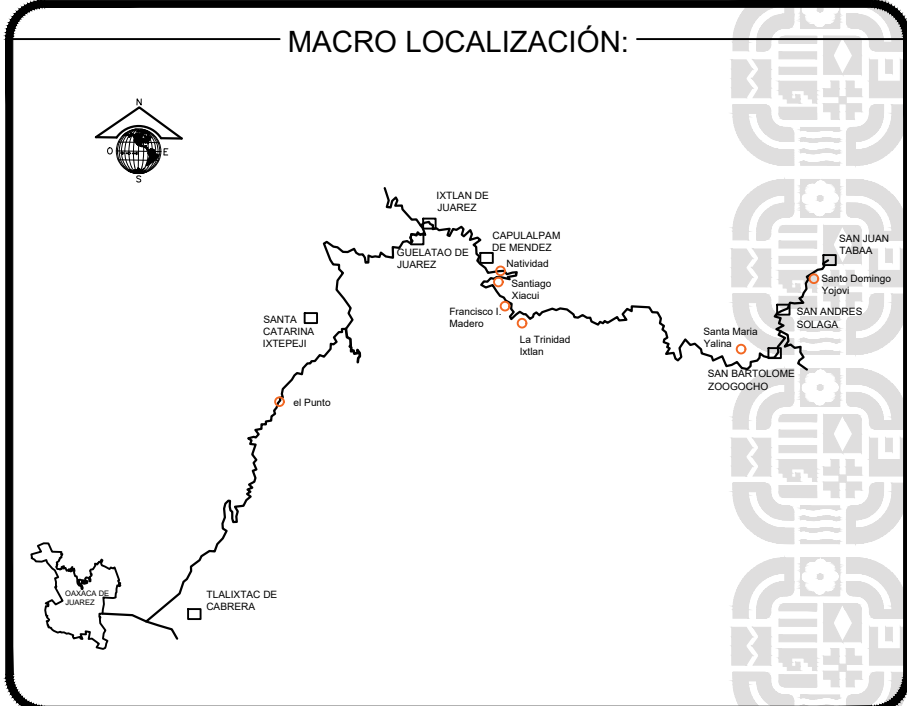 MACRO LOCALIZACIÓN:
N
O
E
S
IXTLAN DE
JUAREZ
GUELATAO DE
JUAREZ
CAPULALPAM
DE MENDEZ
Natividad
Santiago
Xiacui
Francisco I.
Madero
La Trinidad
Ixtlan
SAN JUAN
TABAA
Santo Domingo
Yojovi
SAN ANDRES
SOLAGA
Santa Maria
Yalina
SAN BARTOLOME
ZOOGOCHO
SANTA
CATARINA
IXTEPEJI
el Punto
OAXACA DE
JUAREZ
TLALIXTAC DE
CABRERA